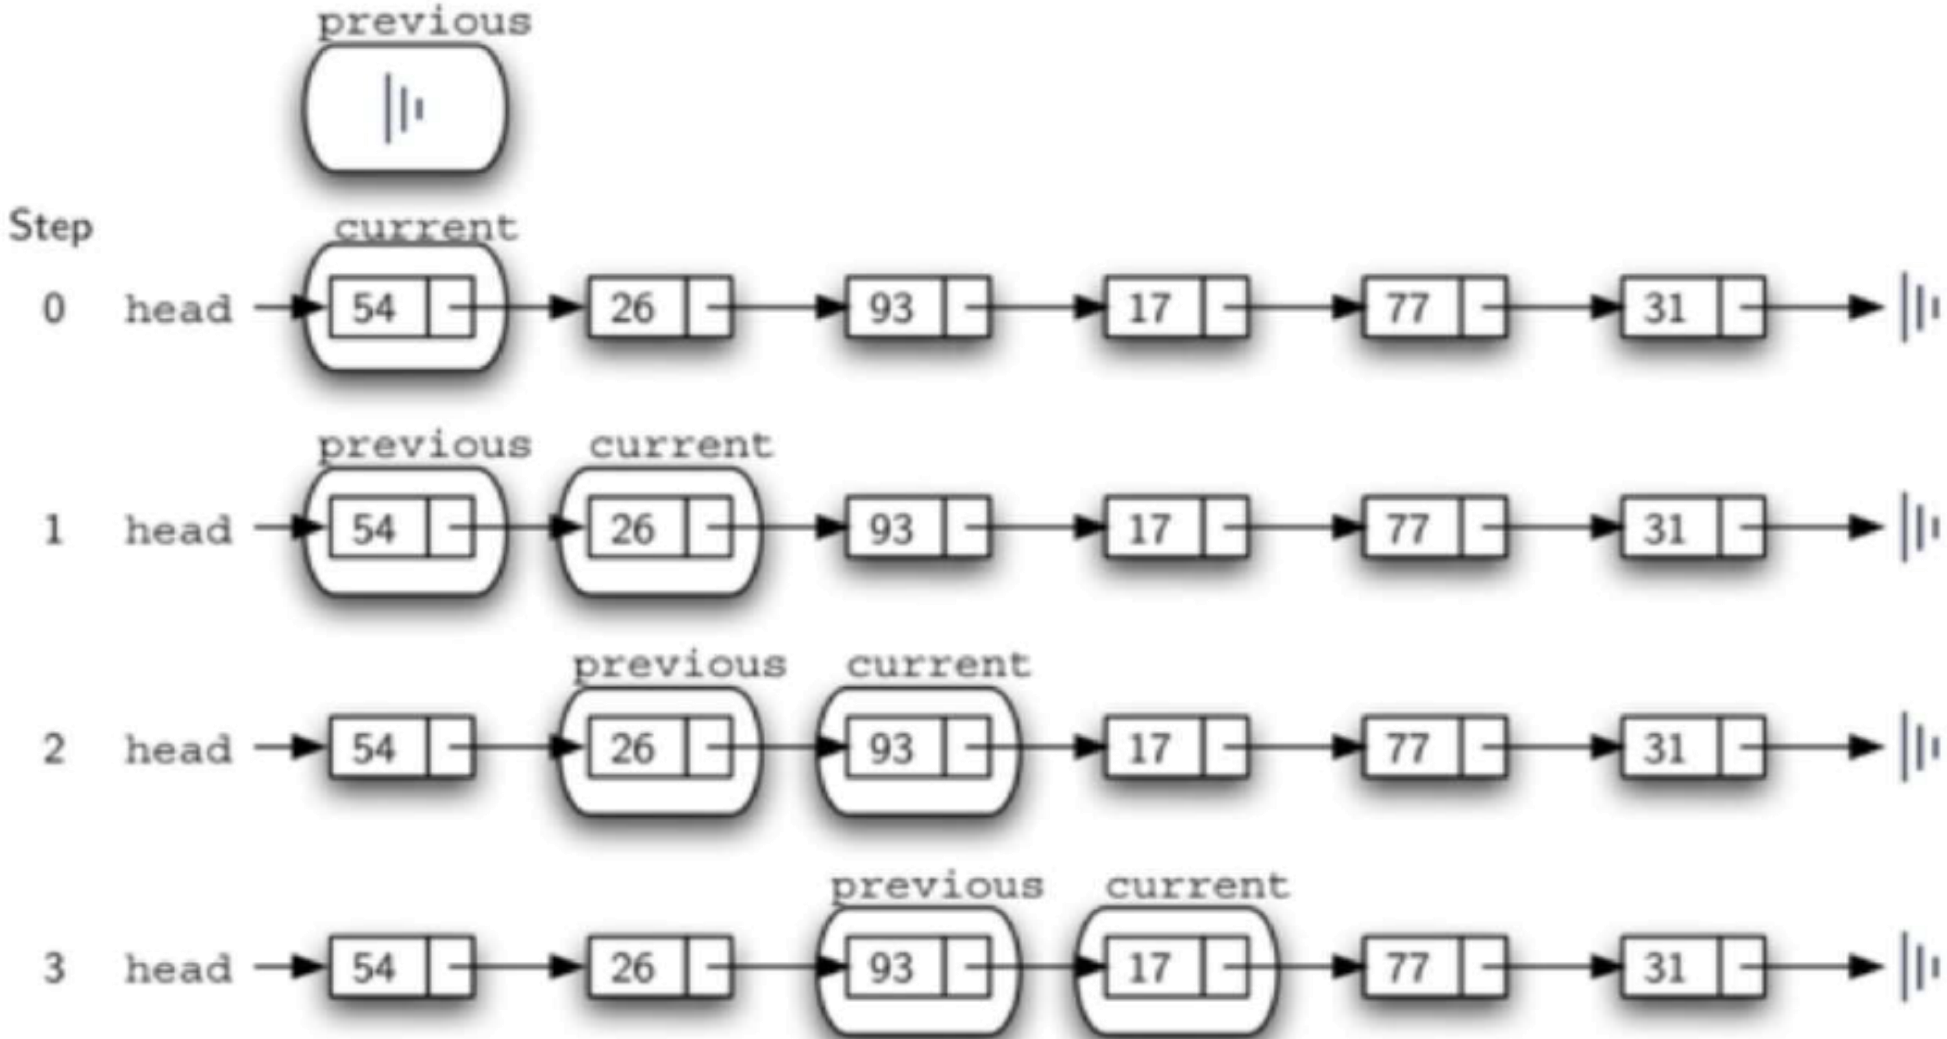 previous
Step
current
0 head 54 26 93 17 77 31
previous current
1 head 54 26 93 17 77 31
previous current
2 head 54 26 93 17 77 31
previous current
3 head 54 26 93 17 77 31